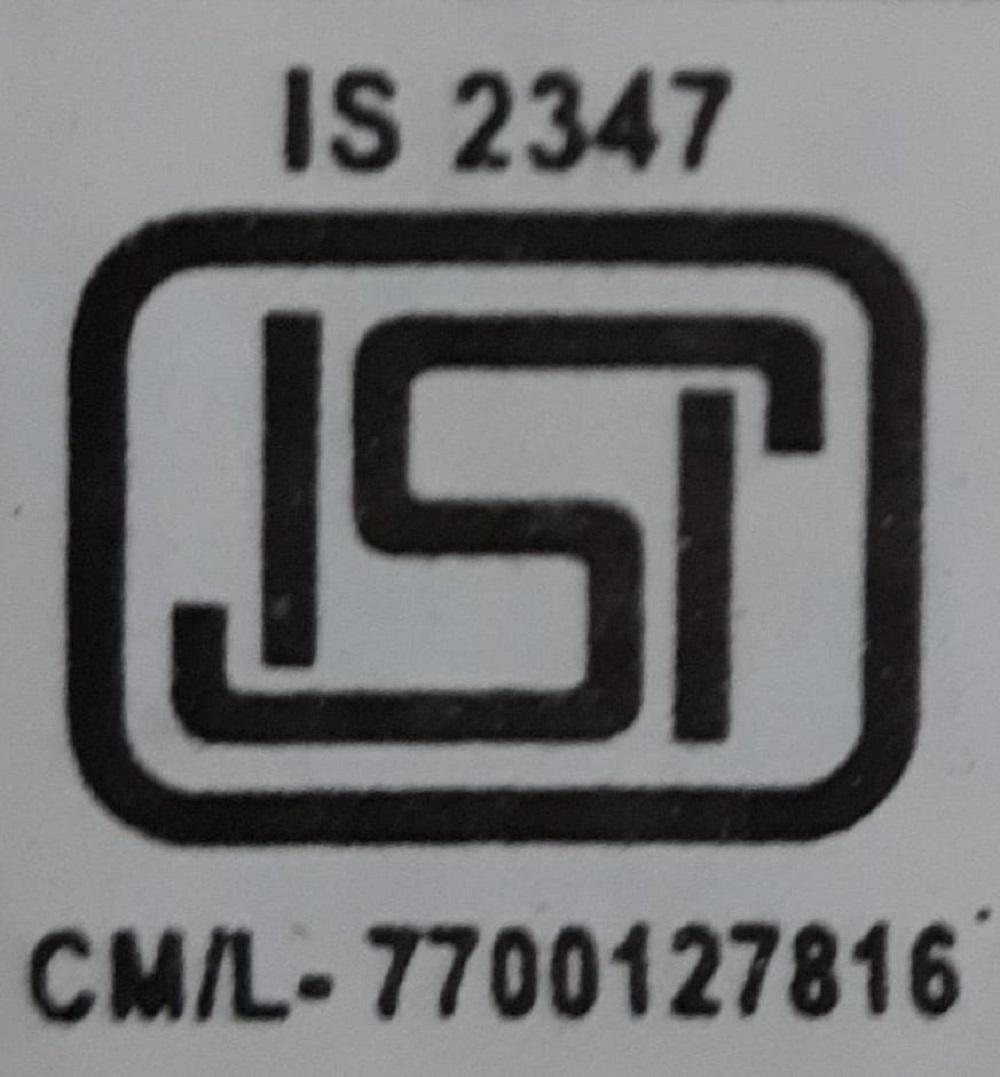 IS 2347
ISI
CM/L- 7700127816